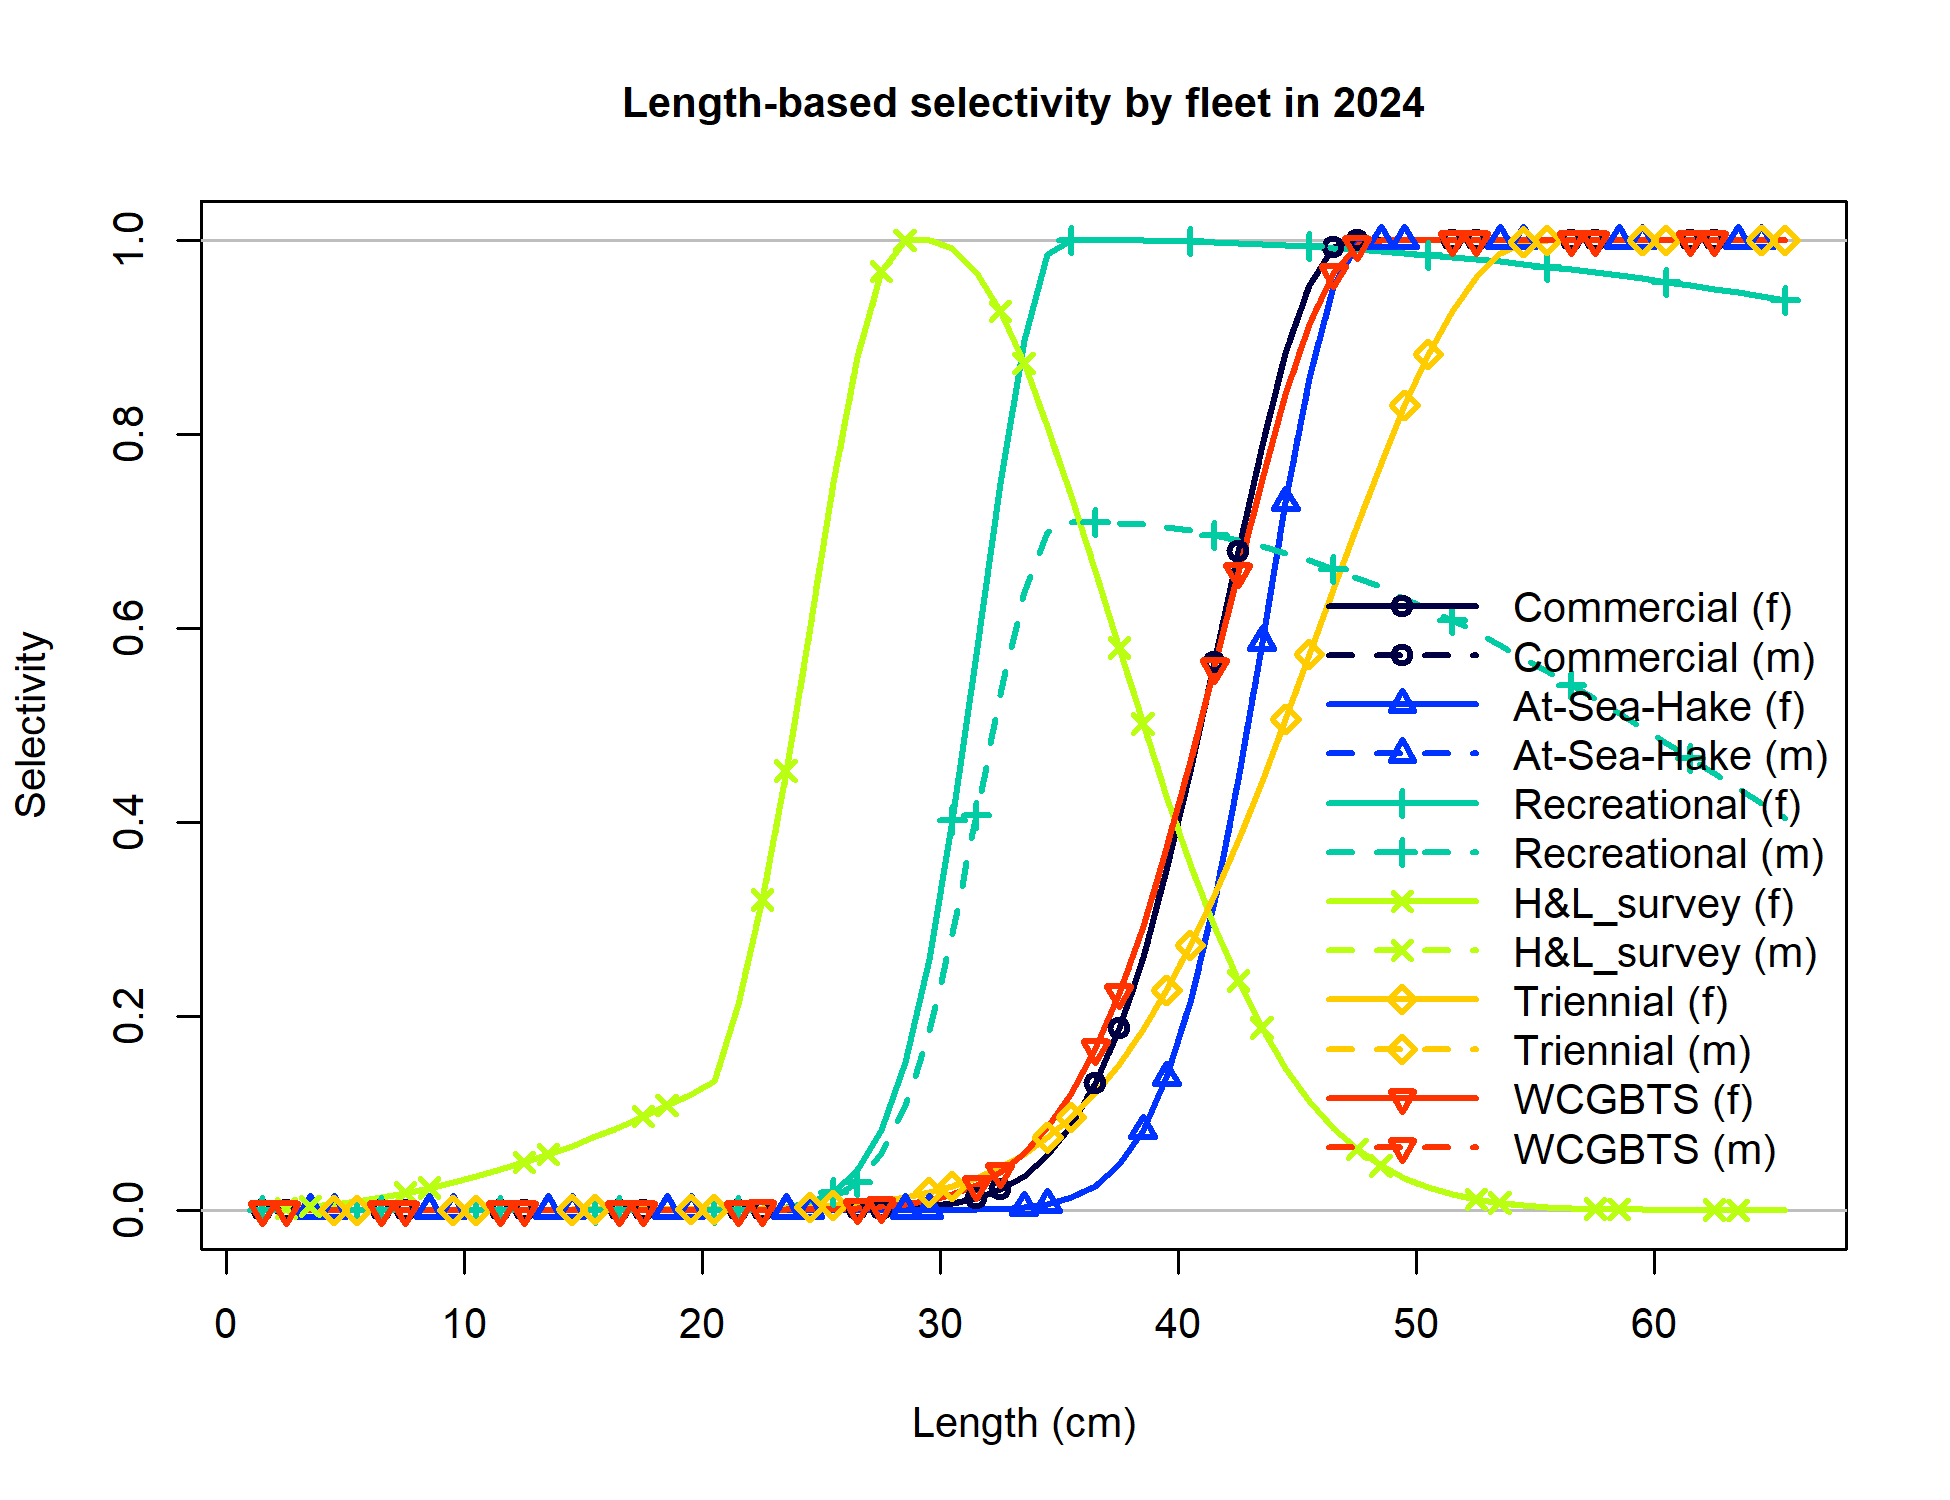 Length-based selectivity by fleet in 2024
Selectivity
1.0
0.8
0.6
0.4
0.2
0.0
0 10 20 30 40 50 60
Length (cm)
Commercial (f)
Commercial (m)
At-Sea-Hake (f)
At-Sea-Hake (m)
Recreational (f)
Recreational (m)
H&L_survey (f)
H&L_survey (m)
Triennial (f)
Triennial (m)
WCGBTS (f)
WCGBTS (m)